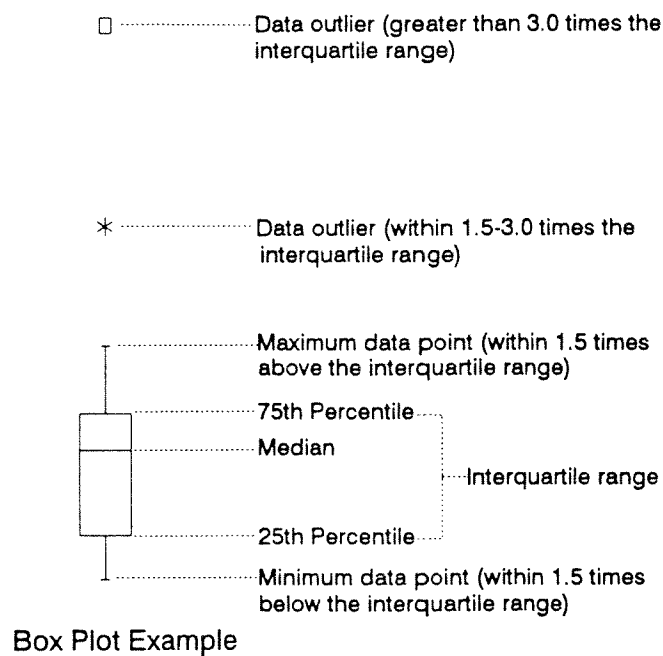 Data outlier (greater than 3.0 times the
interquartile range)
Data outlier (within 1.5-3.0 times the
interquartile range)
Maximum data point (within 1.5 times
above the interquartile range)
75th Percentile
Median
Interquartile range
25th Percentile
Minimum data point (within 1.5 times
below the interquartile range)
Box Plot Example